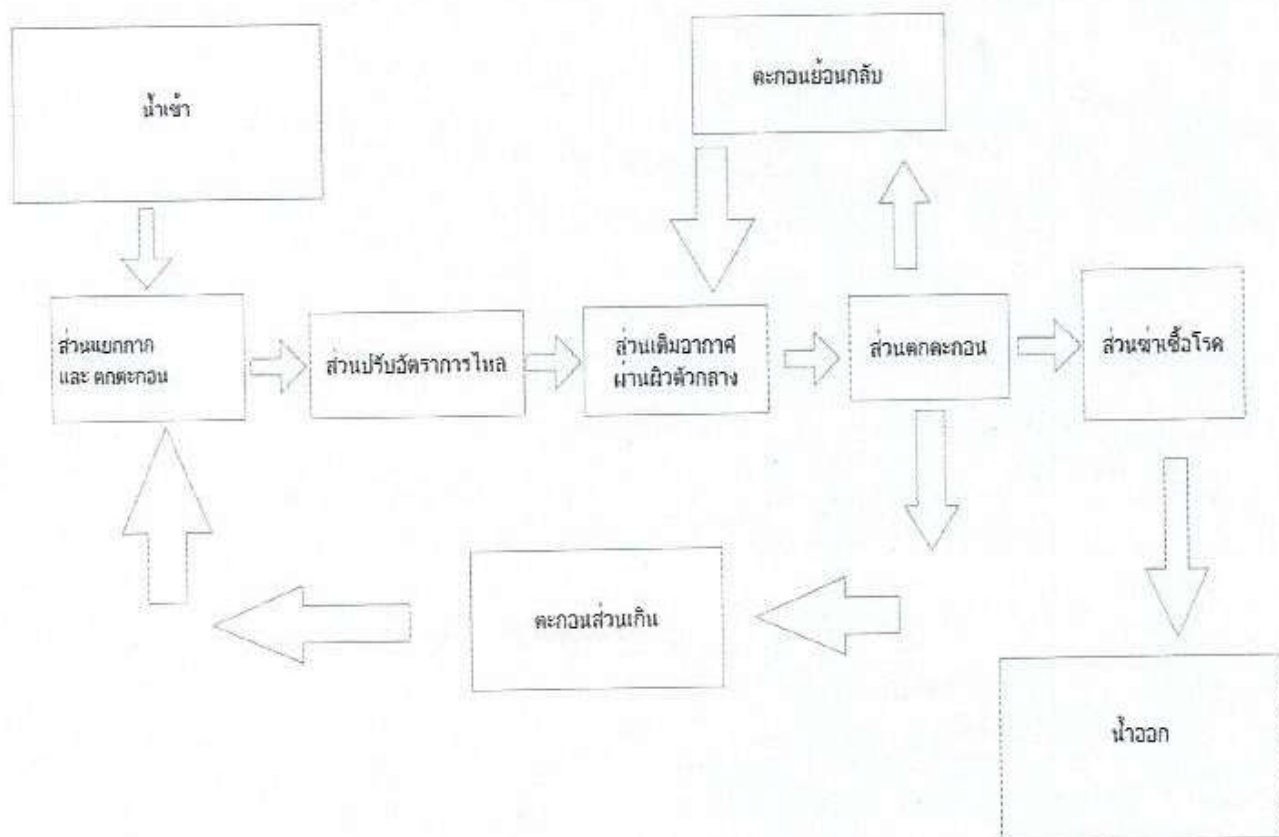 น้ำเข้า
ตะกอนย้อนกลับ
ส่วนแยกกาก
และ ตกตะกอน
ส่วนปรับอัตราการไหล
ส่วนเติมอากาศ
ผ่านผิวตัวกลาง
ส่วนตกตะกอน
ส่วนฆ่าเชื้อโรค
ตะกอนส่วนเกิน
น้ำออก